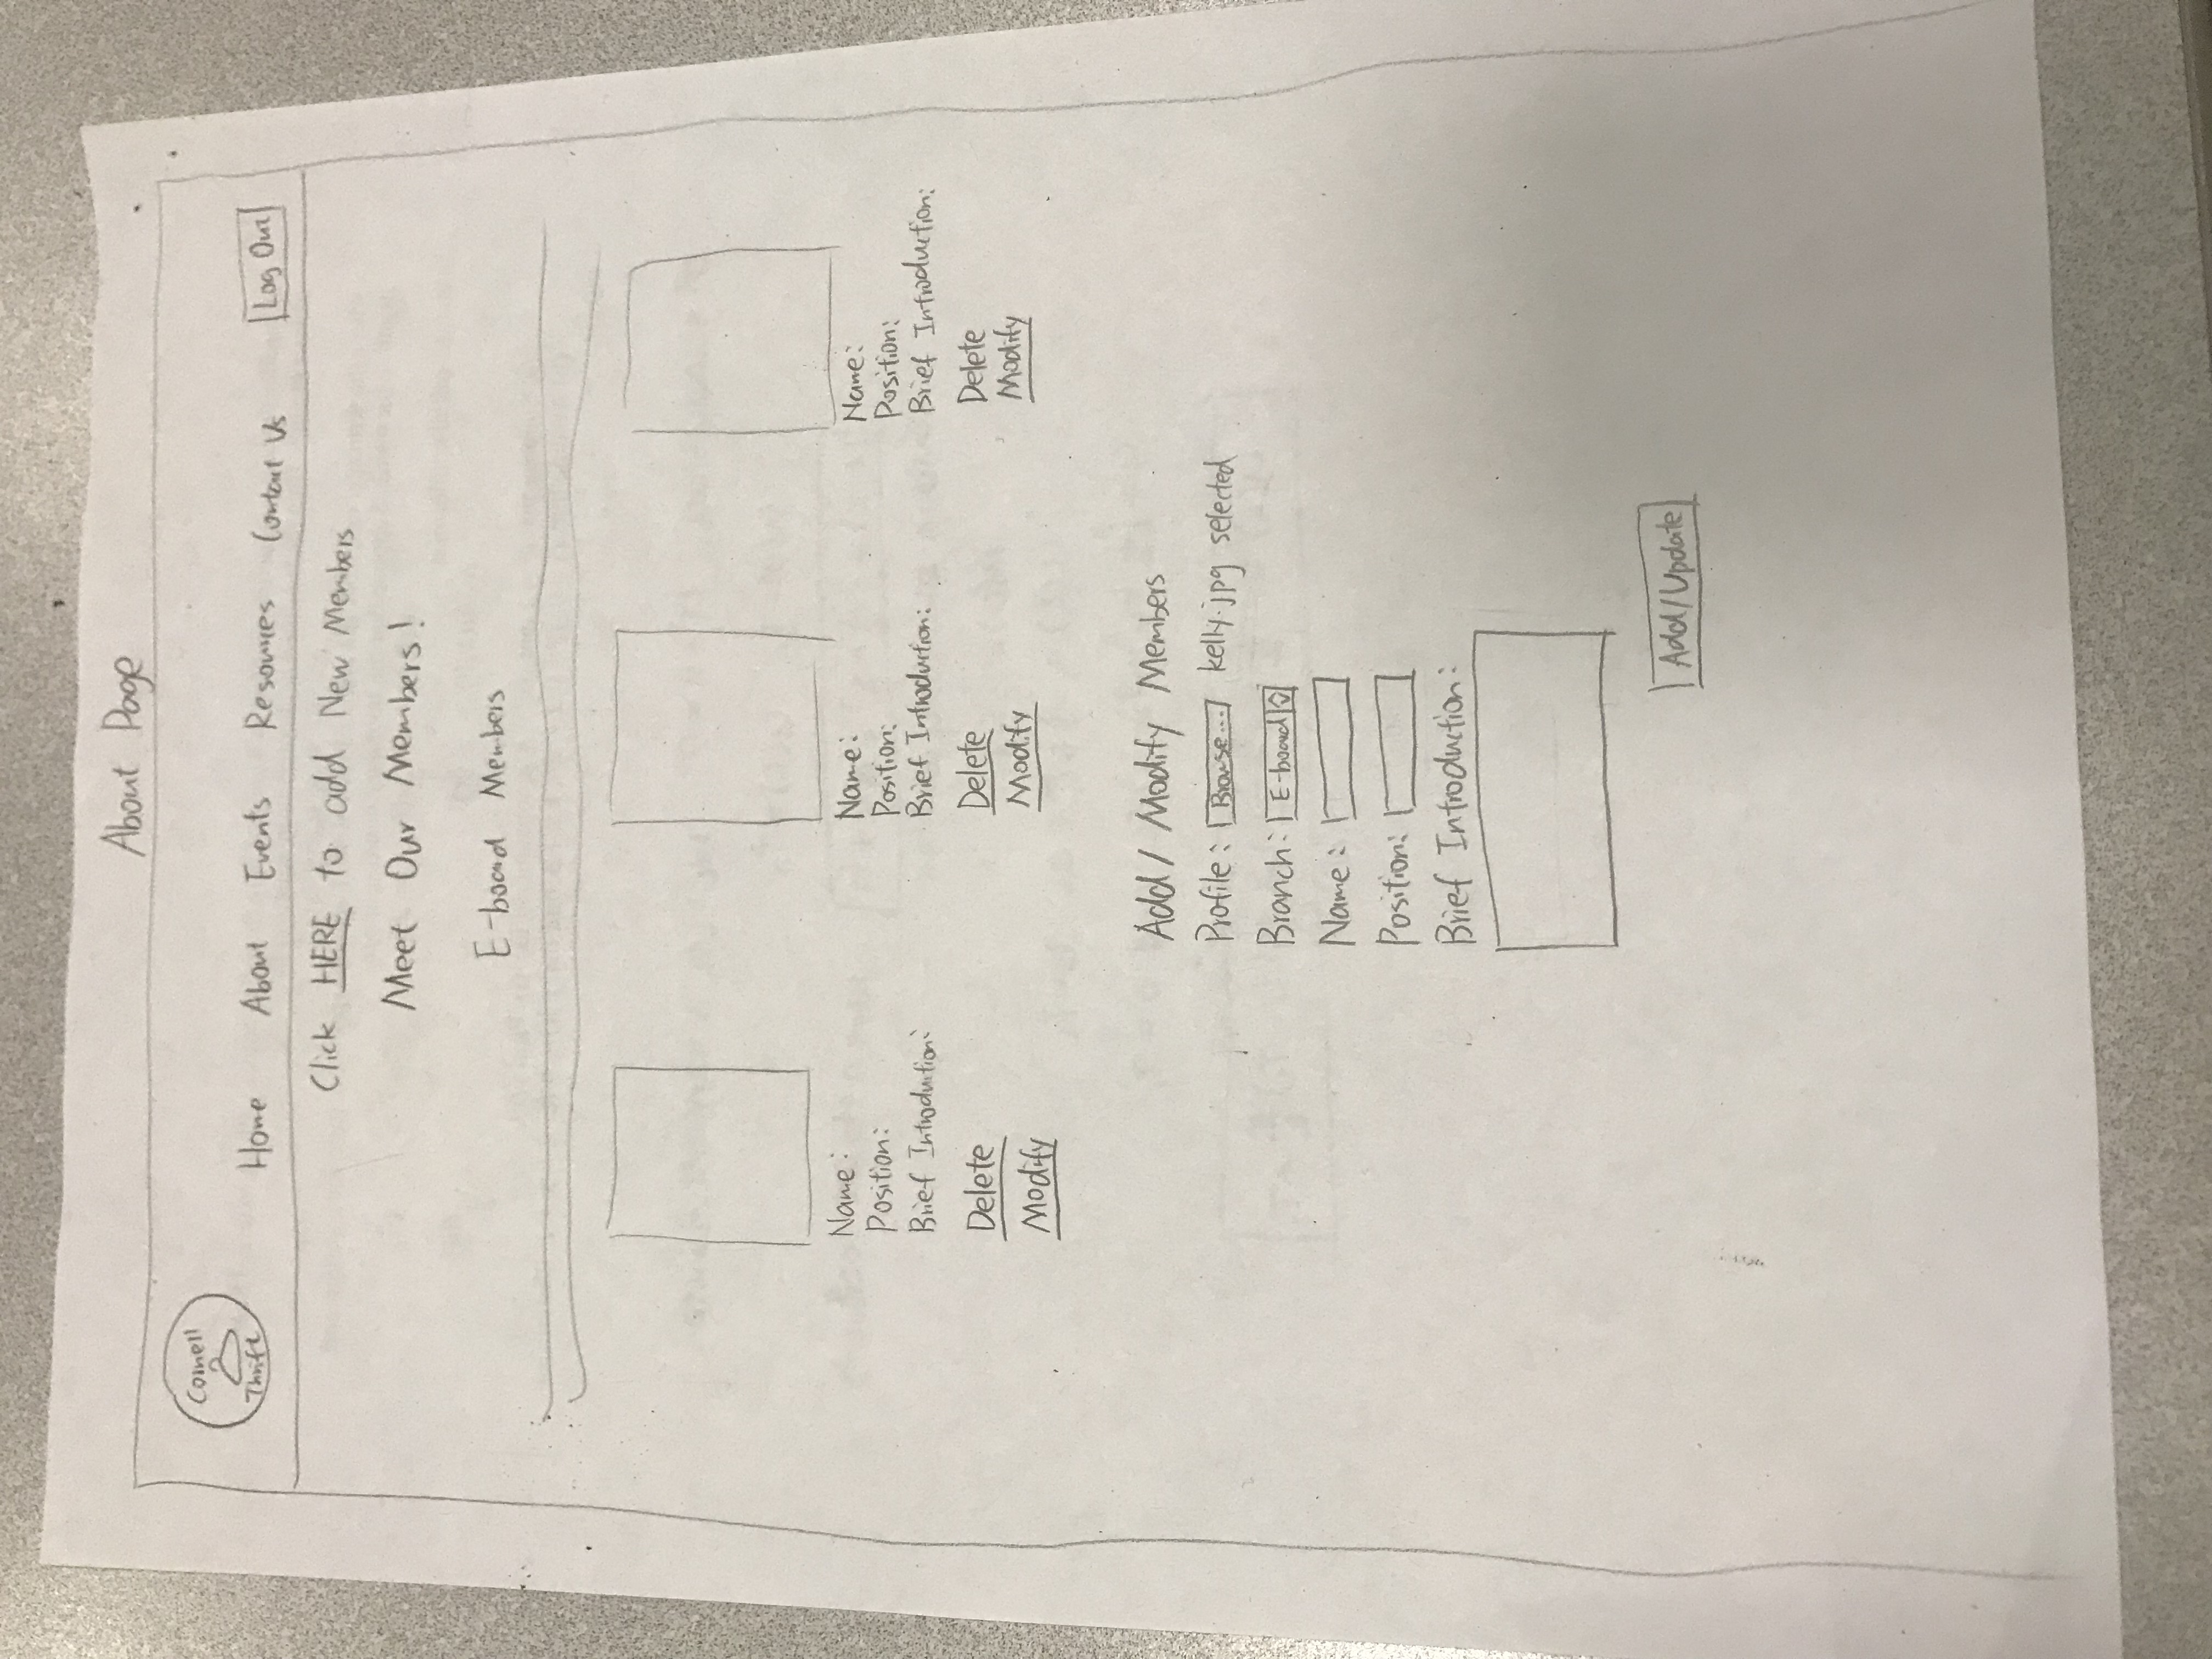 About Page
Cornell
Thrift
Home About Events Resources Contact Us Log Out
Click HERE to add New Members
Meet Our Members!
E-board Members
Name:
Position:
Brief Introduction:
Delete
Modify
Name:
Position:
Brief Introduction:
Delete
Modify
Name:
Position:
Brief Introduction:
Delete
Modify
Add/ Modify Members
Profile: Browse... kelly.jpg selected
Branch: E-board
Name:
Position:
Brief Introduction:
Add/Update